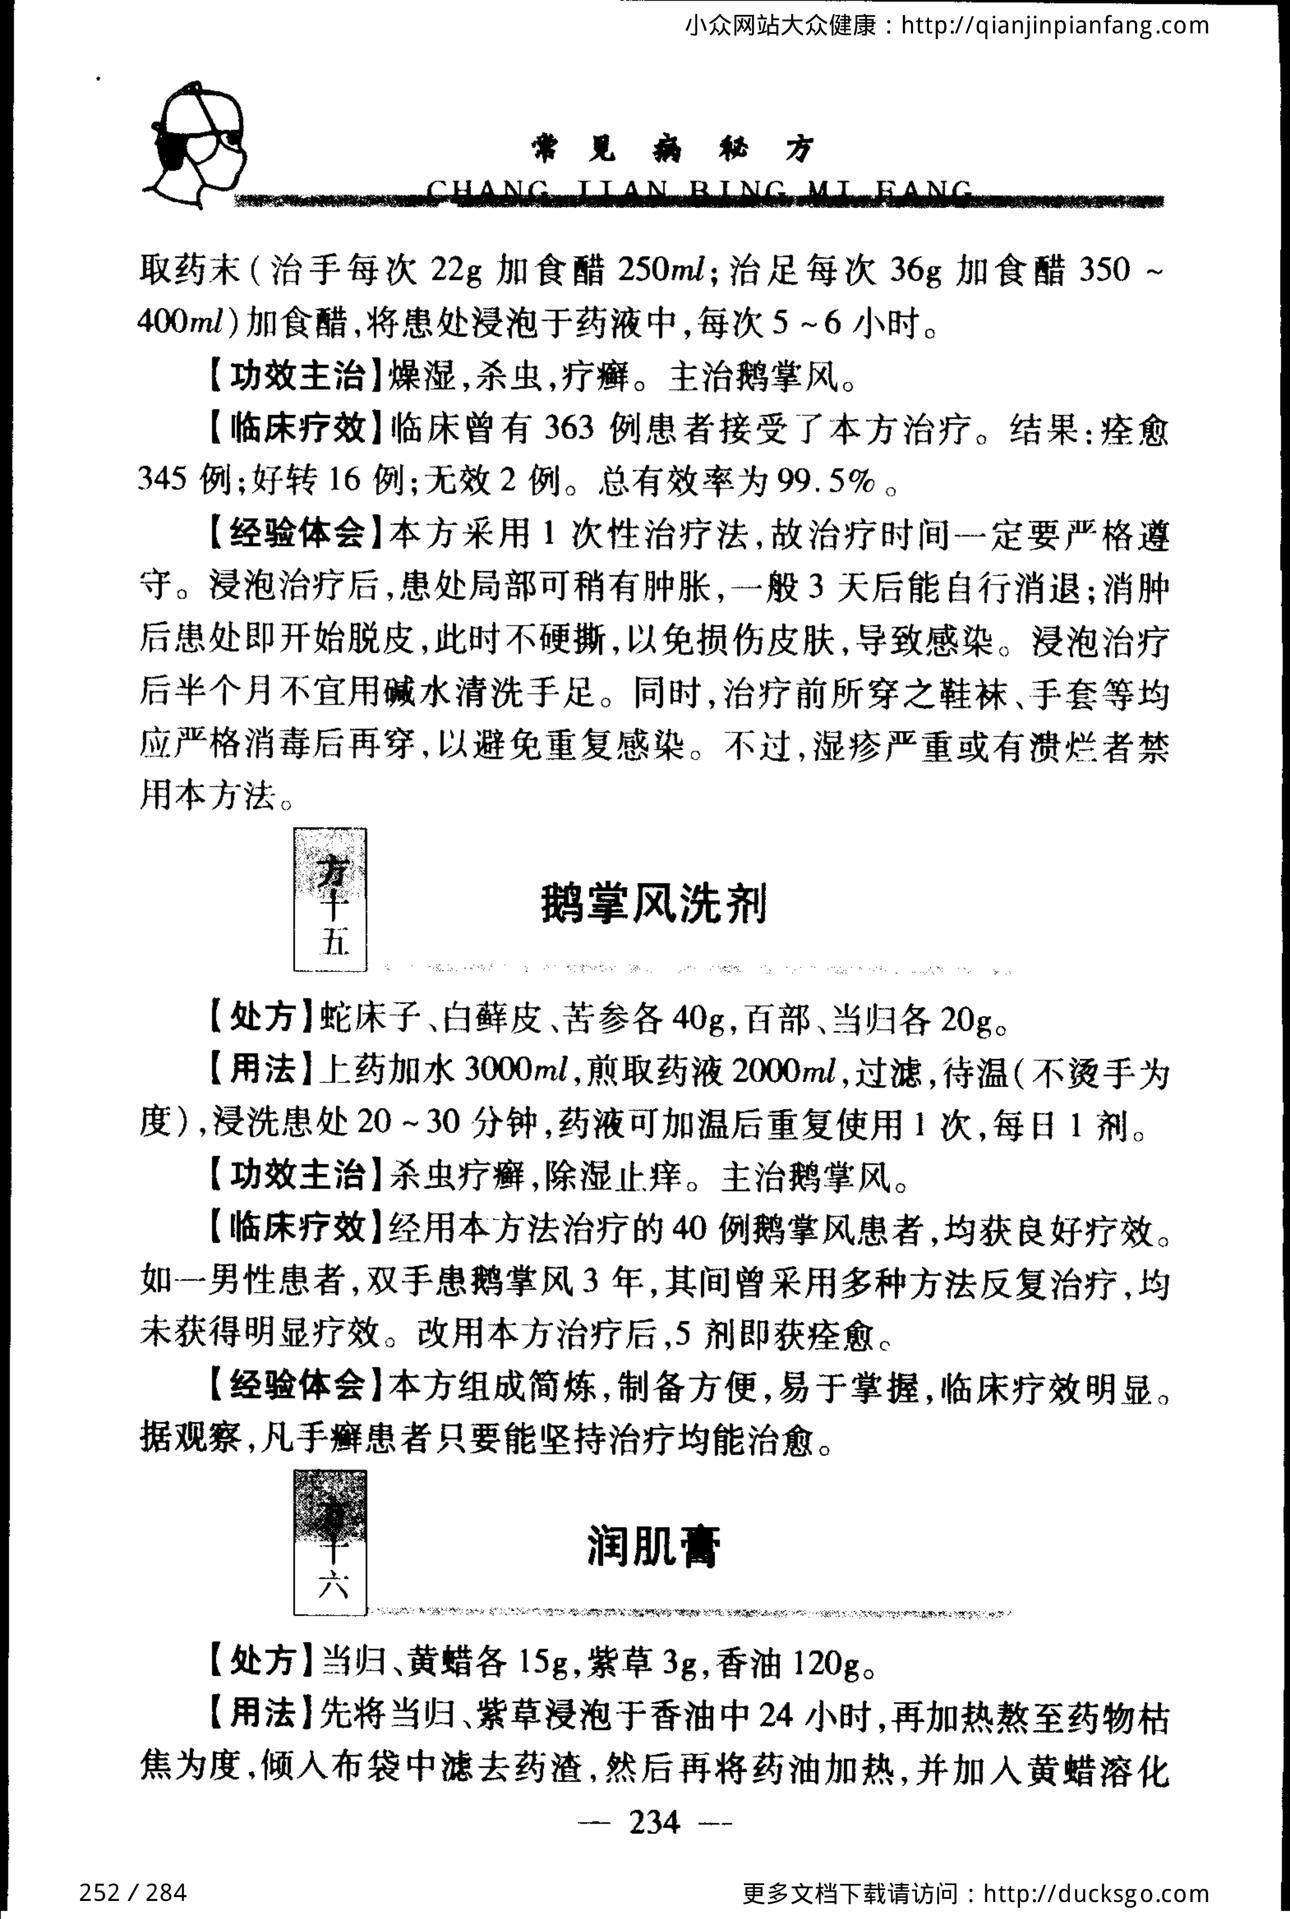 小众网站大众健康：http://qianjinpianfang.com
常见病秘方
CHANG JIAN BING MI FANG
取药末(治手每次 22g 加食醋 250ml;治足每次 36g 加食醋 350 ~
400ml)加食醋,将患处浸泡于药液中,每次 5 ~ 6 小时。
【功效主治】燥湿,杀虫,疗癣。主治鹅掌风。
【临床疗效】临床曾有 363 例患者接受了本方治疗。结果:痊愈
345 例;好转 16 例;无效 2 例。总有效率为 99.5%。
【经验体会】本方采用 1 次性治疗法,故治疗时间一定要严格遵
守。浸泡治疗后,患处局部可稍有肿胀,一般 3 天后能自行消退;消肿
后患处即开始脱皮,此时不硬撕,以免损伤皮肤,导致感染。浸泡治疗
后半个月不宜用碱水清洗手足。同时,治疗前所穿之鞋袜、手套等均
应严格消毒后再穿,以避免重复感染。不过,湿疹严重或有溃烂者禁
用本方法。
方十五
鹅掌风洗剂
【处方】蛇床子、白藓皮、苦参各 40g,百部、当归各 20g。
【用法】上药加水 3000ml,煎取药液 2000ml,过滤,待温(不烫手为
度),浸洗患处 20 ~ 30 分钟,药液可加温后重复使用 1 次,每日 1 剂。
【功效主治】杀虫疗癣,除湿止痒。主治鹅掌风。
【临床疗效】经用本方法治疗的 40 例鹅掌风患者,均获良好疗效。
如一男性患者,双手患鹅掌风 3 年,其间曾采用多种方法反复治疗,均
未获得明显疗效。改用本方治疗后,5 剂即获痊愈。
【经验体会】本方组成简炼,制备方便,易于掌握,临床疗效明显。
据观察,凡手癣患者只要能坚持治疗均能治愈。
方十六
润肌膏
【处方】当归、黄蜡各 15g,紫草 3g,香油 120g。
【用法】先将当归、紫草浸泡于香油中 24 小时,再加热熬至药物枯
焦为度,倾入布袋中滤去药渣,然后再将药油加热,并加入黄蜡溶化
— 234 —
252 / 284
更多文档下载请访问：http://ducksgo.com